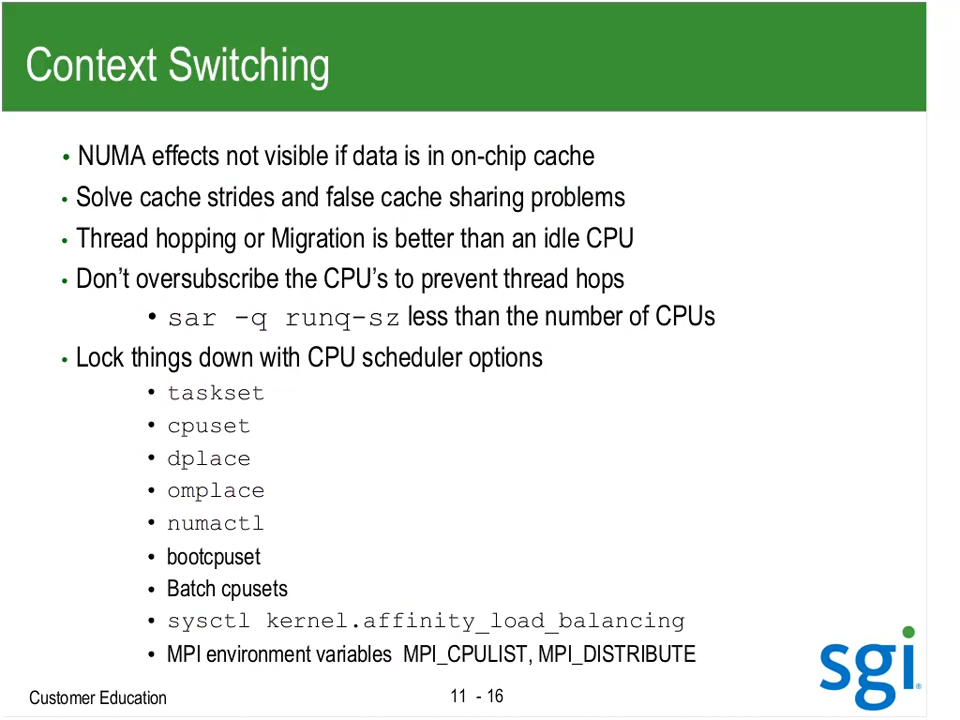 Context Switching
• NUMA effects not visible if data is in on-chip cache
• Solve cache strides and false cache sharing problems
• Thread hopping or Migration is better than an idle CPU
• Don't oversubscribe the CPU's to prevent thread hops
• sar -q runq-sz less than the number of CPUs
• Lock things down with CPU scheduler options
• taskset
• cpuset
• dplace
• omplace
• numactl
• bootcpuset
• Batch cpusets
• sysctl kernel.affinity_load_balancing
• MPI environment variables MPI_CPULIST, MPI_DISTRIBUTE
sgi®
Customer Education
11 - 16